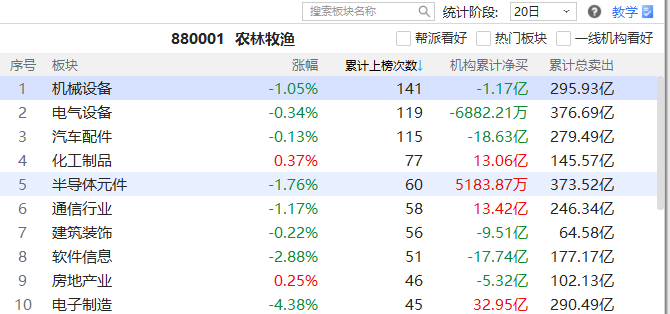 搜索板块名称 统计阶段: 20日 ? 教学
880001 农林牧渔 帮派看好 热门板块 一线机构看好
序号 板块 涨幅 累计上榜次数↓ 机构累计净买 累计总卖出
1 机械设备 -1.05% 141 -1.17亿 295.93亿
2 电气设备 -0.34% 119 -6882.21万 376.69亿
3 汽车配件 -0.13% 115 -18.63亿 279.49亿
4 化工制品 0.37% 77 13.06亿 145.57亿
5 半导体元件 -1.76% 60 5183.87万 373.52亿
6 通信行业 -1.17% 58 13.42亿 246.34亿
7 建筑装饰 -0.22% 56 -9.51亿 64.58亿
8 软件信息 -2.88% 51 -17.74亿 177.17亿
9 房地产业 0.25% 46 -5.32亿 102.13亿
10 电子制造 -4.38% 45 32.95亿 290.49亿